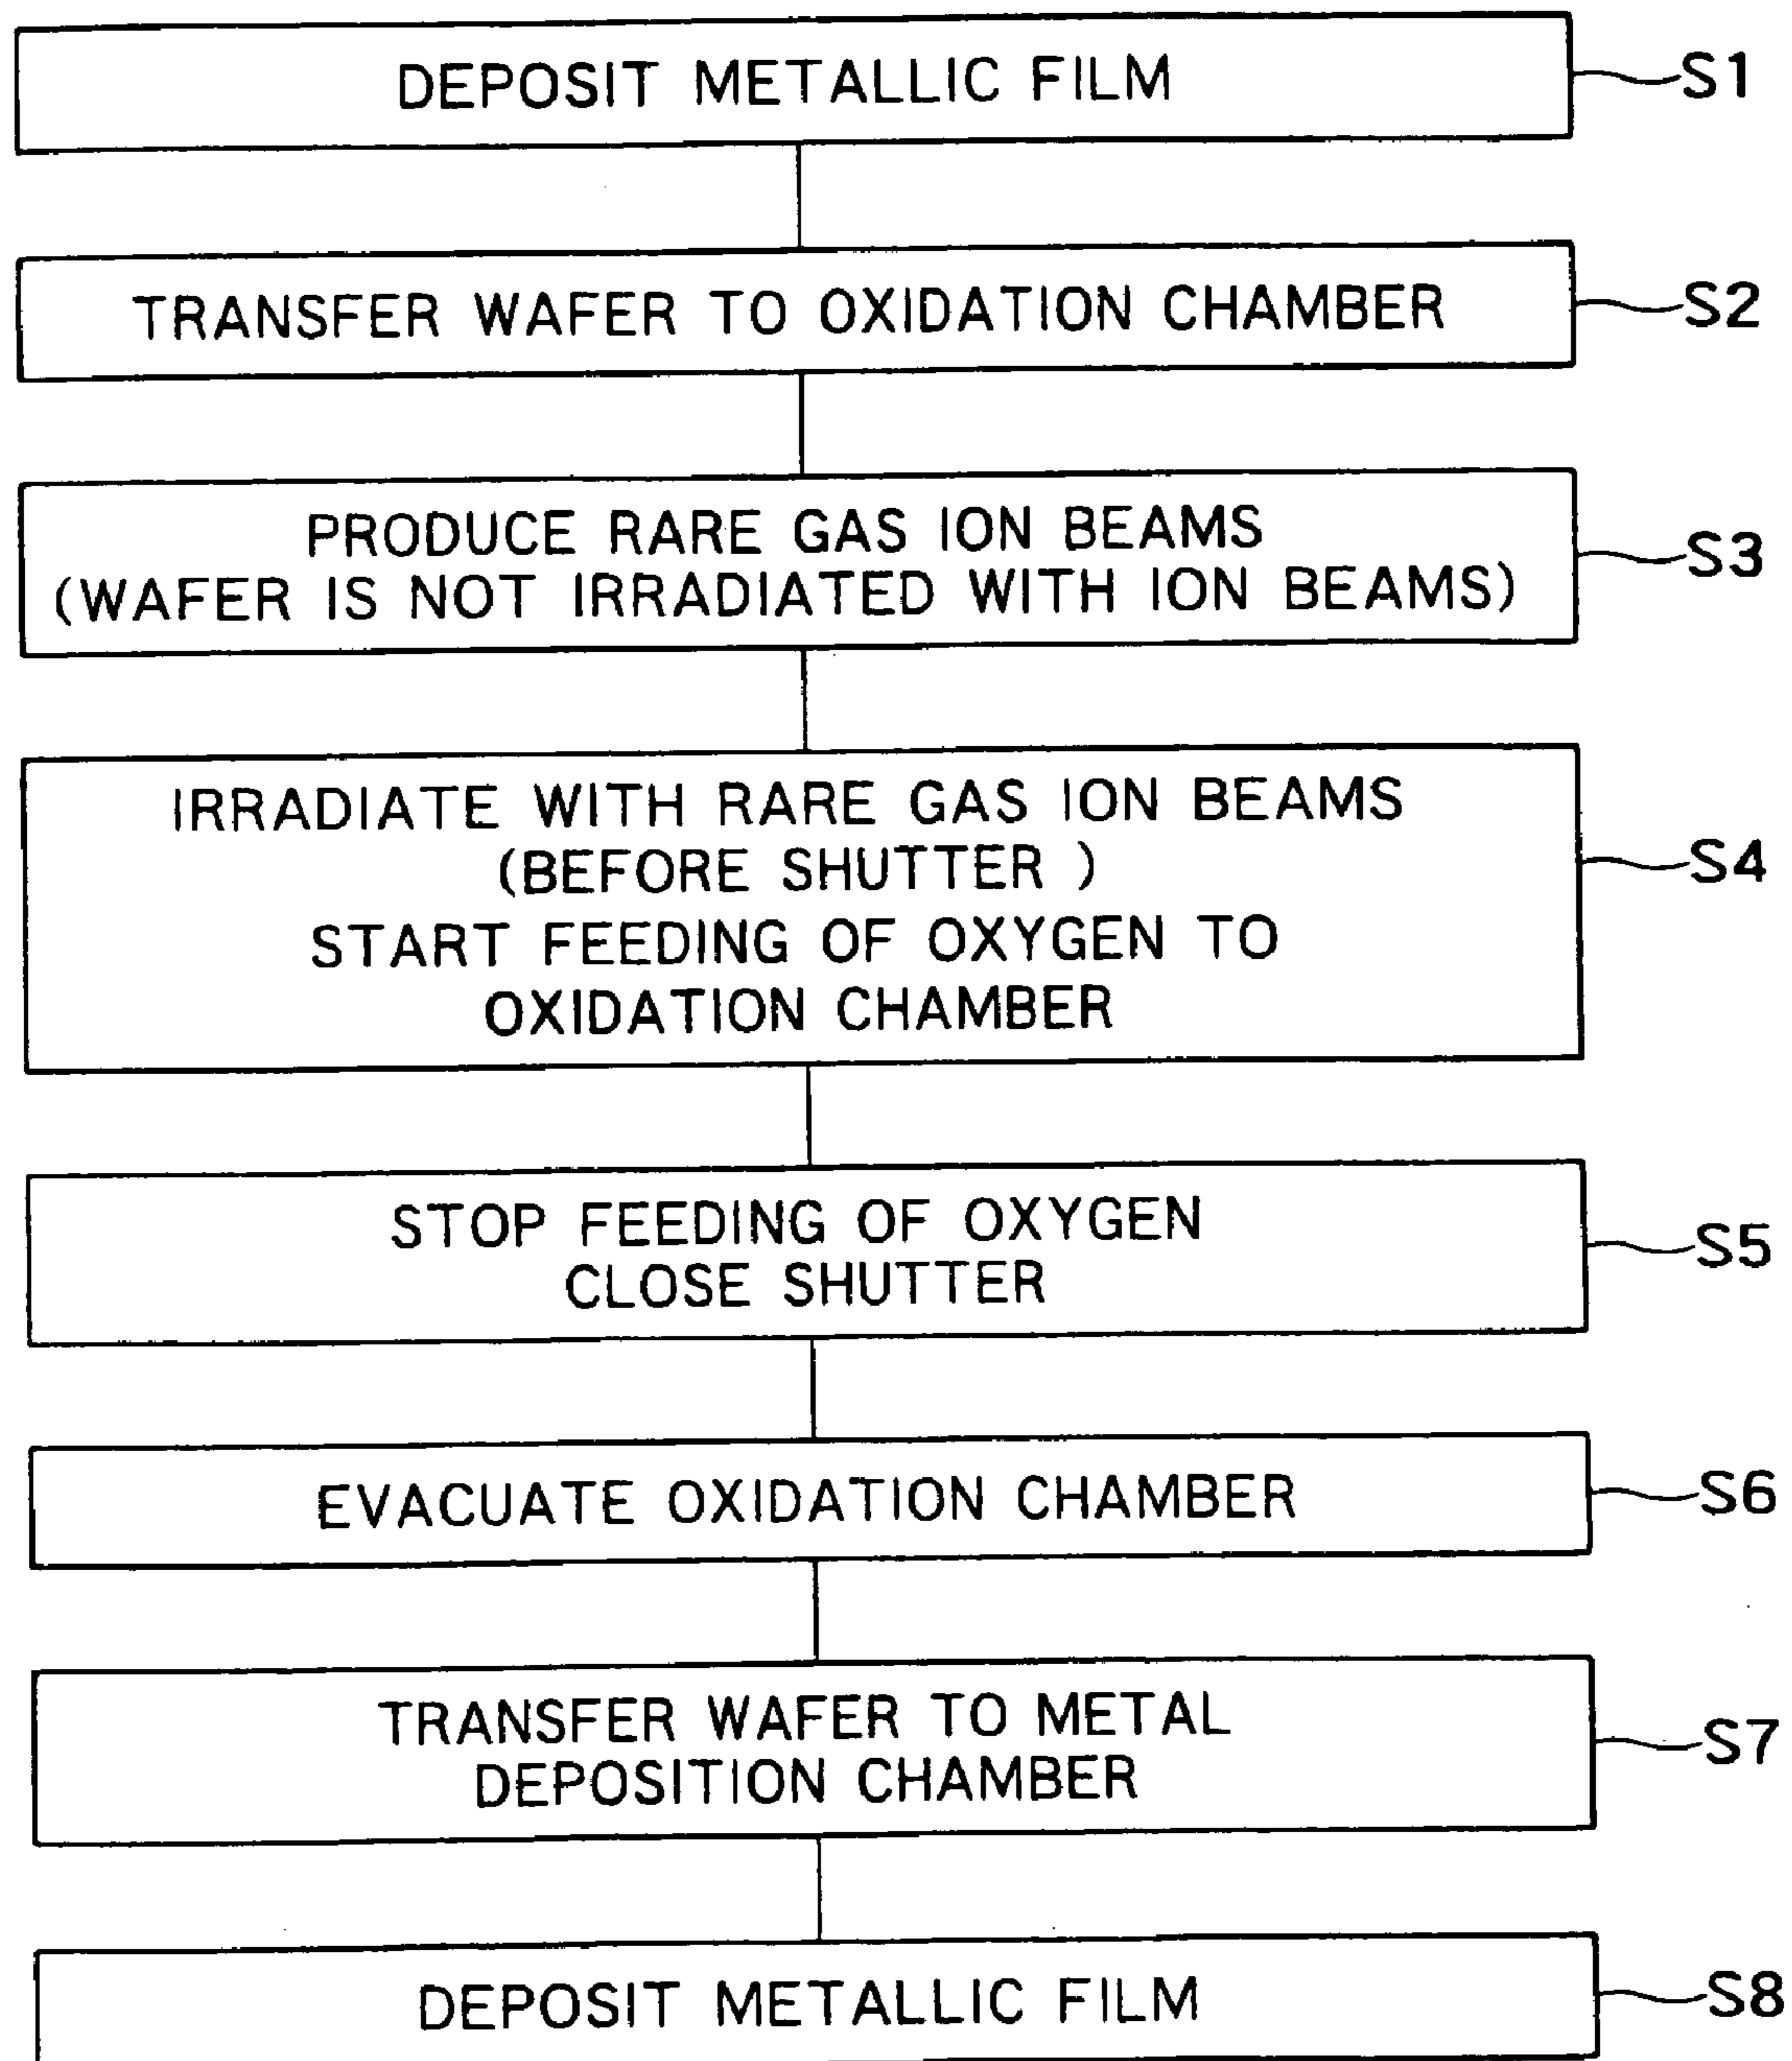 DEPOSIT METALLIC FILM
S1
TRANSFER WAFER TO OXIDATION CHAMBER
S2
PRODUCE RARE GAS ION BEAMS
(WAFER IS NOT IRRADIATED WITH ION BEAMS)
S3
IRRADIATE WITH RARE GAS ION BEAMS
(BEFORE SHUTTER )
START FEEDING OF OXYGEN TO
OXIDATION CHAMBER
S4
STOP FEEDING OF OXYGEN
CLOSE SHUTTER
S5
EVACUATE OXIDATION CHAMBER
S6
TRANSFER WAFER TO METAL
DEPOSITION CHAMBER
S7
DEPOSIT METALLIC FILM
S8